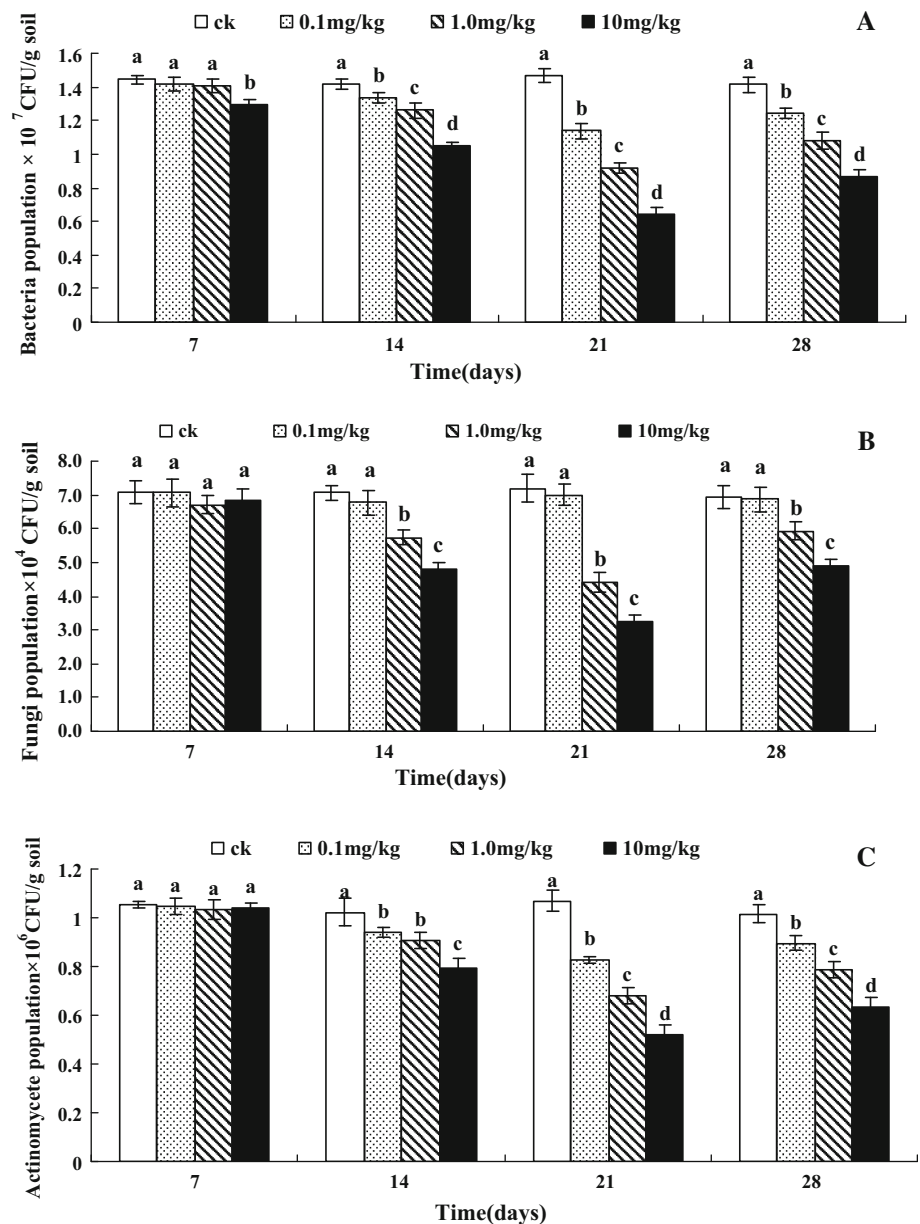 ck 0.1mg/kg 1.0mg/kg 10mg/kg A
Bacteria population × 10 7 CFU/g soil
1.6
1.4
1.2
1
0.8
0.6
0.4
0.2
0
a a a b a b c d a b c d a b c d
7 14 21 28
Time(days)
ck 0.1mg/kg 1.0mg/kg 10mg/kg B
Fungi population×10⁴ CFU/g soil
8.0
7.0
6.0
5.0
4.0
3.0
2.0
1.0
0.0
a a a a a a b c a a b c a a b c
7 14 21 28
Time(days)
ck 0.1mg/kg 1.0mg/kg 10mg/kg C
Actinomycete population×10⁶CFU/g soil
1.2
1
0.8
0.6
0.4
0.2
0
a a a a a b b c a b c d a b c d
7 14 21 28
Time(days)